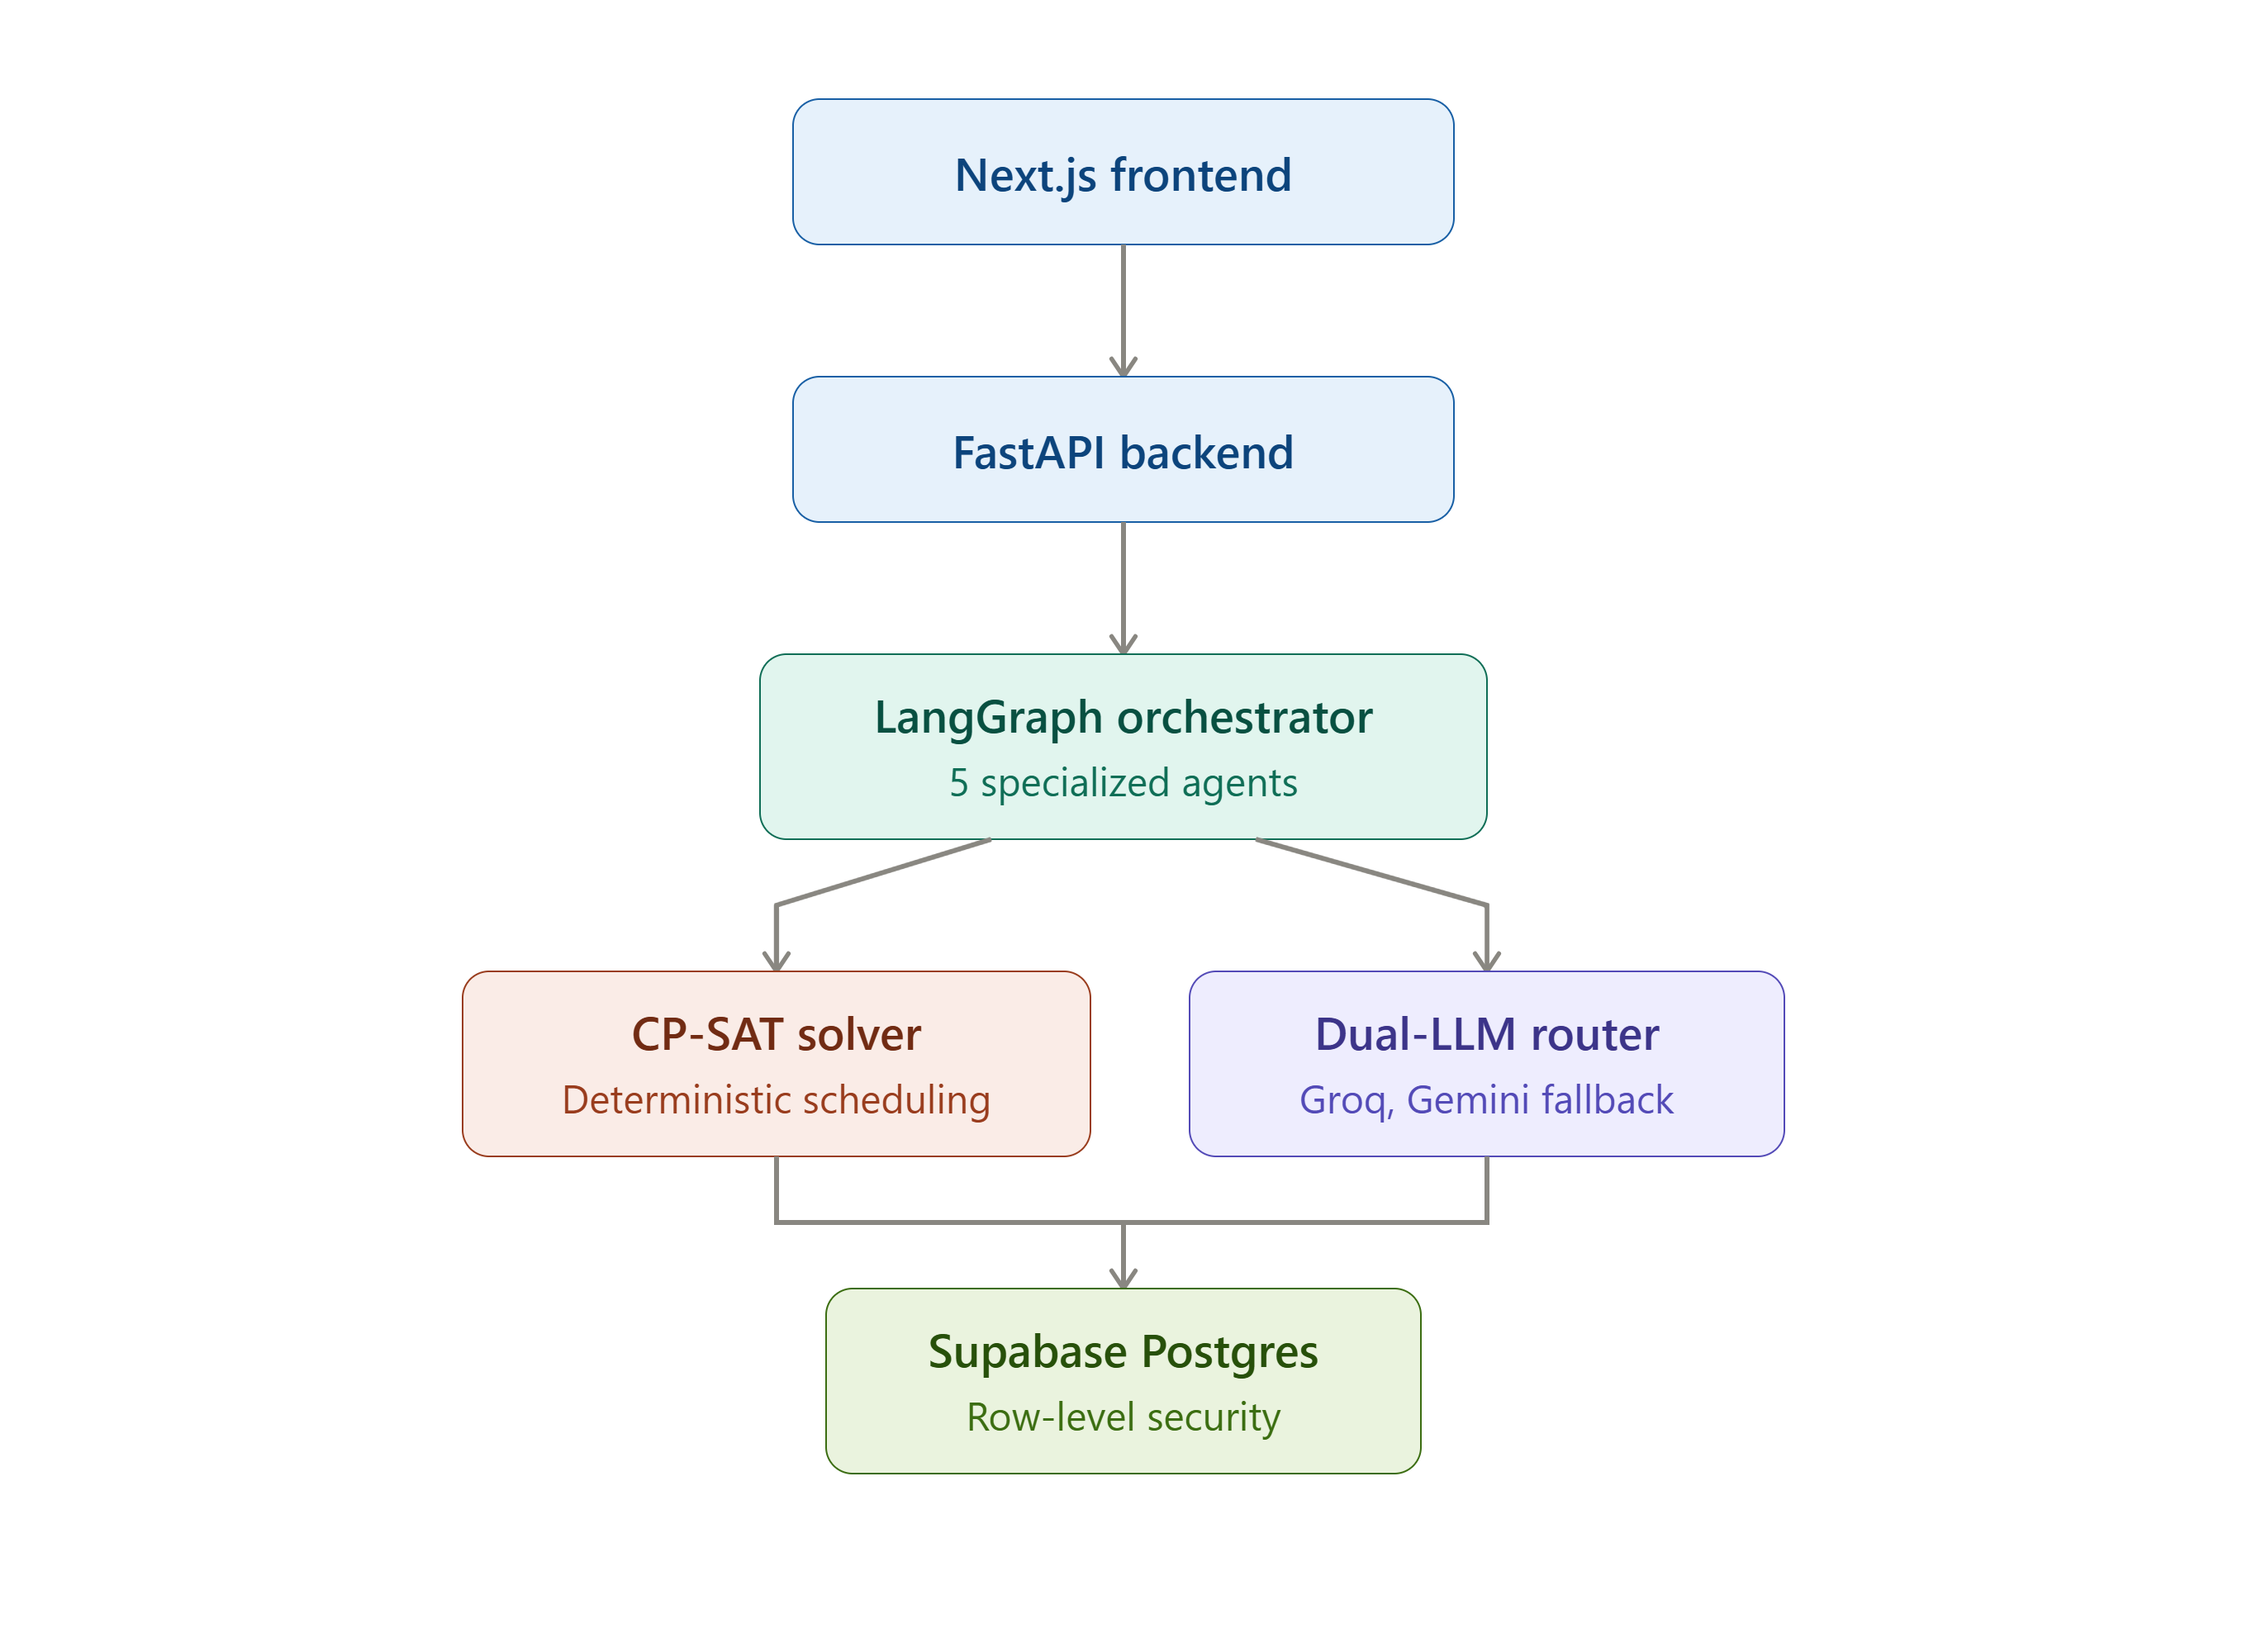 Next.js frontend
FastAPI backend
LangGraph orchestrator
5 specialized agents
CP-SAT solver
Deterministic scheduling
Dual-LLM router
Groq, Gemini fallback
Supabase Postgres
Row-level security